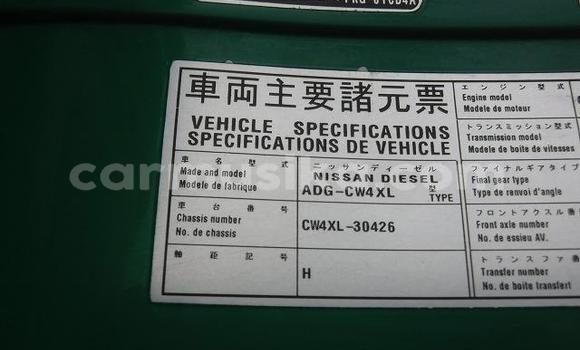 車両主要諸元票
VEHICLE SPECIFICATIONS
SPECIFICATIONS DE VEHICLE
車名型式
Made and model
Modele de fabrique
ニッサンディーゼル
NISSAN DIESEL
ADG-CW4XL 型
TYPE
車台番号
Chassis number
No. de chassis
CW4XL-30426
軸距記号
H
エンジン型式
Engine model
Modele de moteur
トランスミッション型式
Transmission model
Modele de boite de vitesses
ファイナルギアタイプ
Final gear type
Type de renvoi d'angle
フロントアクスル番
Front axle number
No. de essieu AV.
トランスファ番
Transfer number
No. de boite transfert